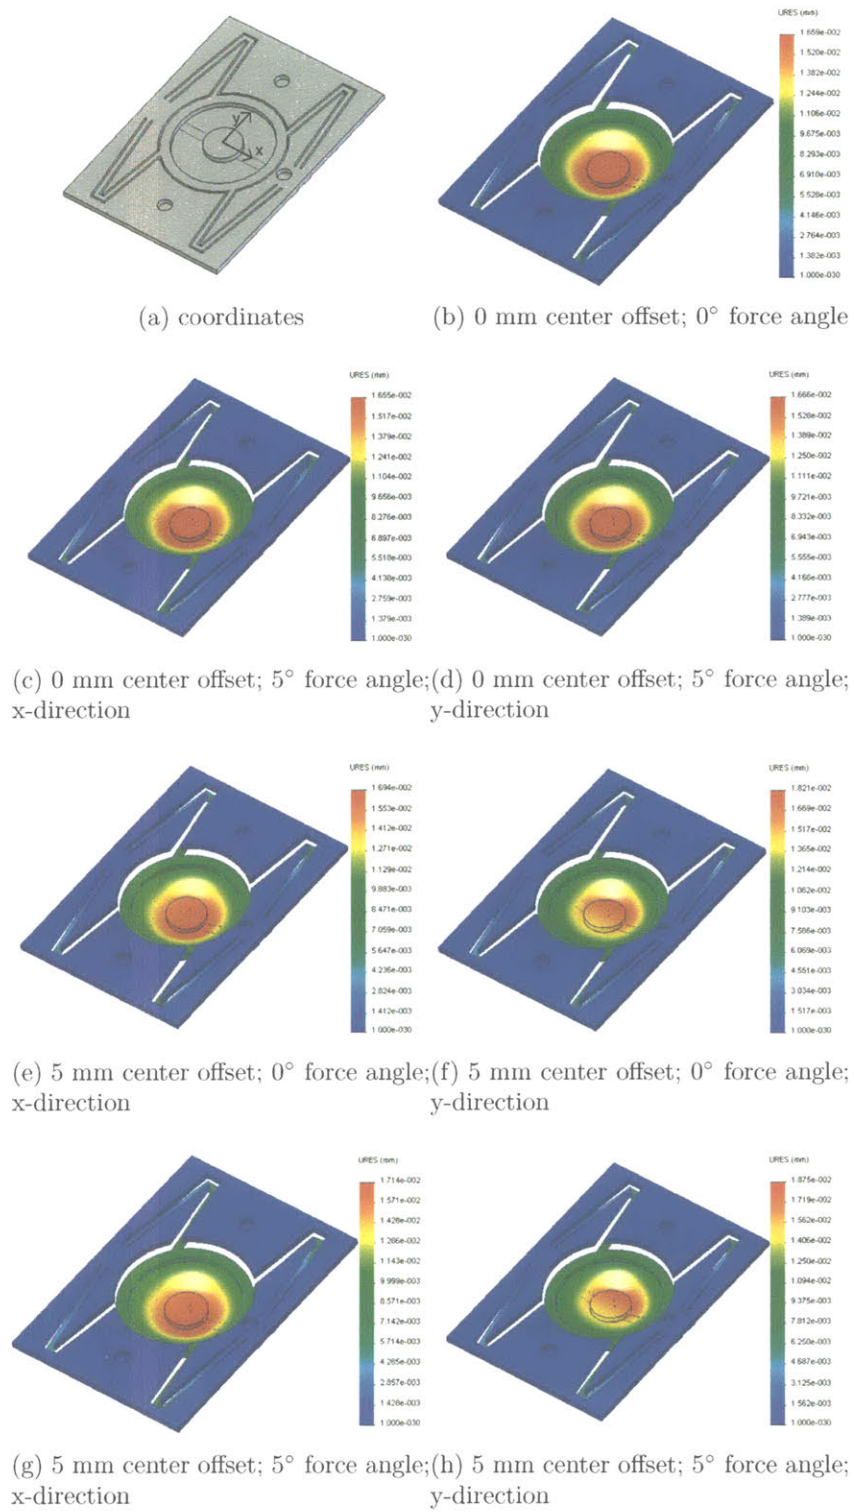 URES (mm)
1.659e-002
1.520e-002
1.382e-002
1.244e-002
1.106e-002
9.675e-003
8.293e-003
6.910e-003
5.528e-003
4.146e-003
2.764e-003
1.382e-003
1.000e-030
y
x
(a) coordinates
(b) 0 mm center offset; 0° force angle
URES (mm)
1.655e-002
1.517e-002
1.379e-002
1.241e-002
1.104e-002
9.656e-003
8.276e-003
6.897e-003
5.518e-003
4.138e-003
2.759e-003
1.379e-003
1.000e-030
URES (mm)
1.666e-002
1.528e-002
1.389e-002
1.250e-002
1.111e-002
9.721e-003
8.332e-003
6.943e-003
5.555e-003
4.166e-003
2.777e-003
1.389e-003
1.000e-030
(c) 0 mm center offset; 5° force angle;
x-direction
(d) 0 mm center offset; 5° force angle;
y-direction
URES (mm)
1.694e-002
1.553e-002
1.412e-002
1.271e-002
1.129e-002
9.883e-003
8.471e-003
7.059e-003
5.647e-003
4.236e-003
2.824e-003
1.412e-003
1.000e-030
URES (mm)
1.821e-002
1.669e-002
1.517e-002
1.365e-002
1.214e-002
1.062e-002
9.103e-003
7.586e-003
6.069e-003
4.551e-003
3.034e-003
1.517e-003
1.000e-030
(e) 5 mm center offset; 0° force angle;
x-direction
(f) 5 mm center offset; 0° force angle;
y-direction
URES (mm)
1.714e-002
1.571e-002
1.428e-002
1.286e-002
1.143e-002
9.999e-003
8.571e-003
7.142e-003
5.714e-003
4.285e-003
2.857e-003
1.428e-003
1.000e-030
URES (mm)
1.875e-002
1.719e-002
1.562e-002
1.406e-002
1.250e-002
1.094e-002
9.375e-003
7.812e-003
6.250e-003
4.687e-003
3.125e-003
1.562e-003
1.000e-030
(g) 5 mm center offset; 5° force angle;
x-direction
(h) 5 mm center offset; 5° force angle;
y-direction